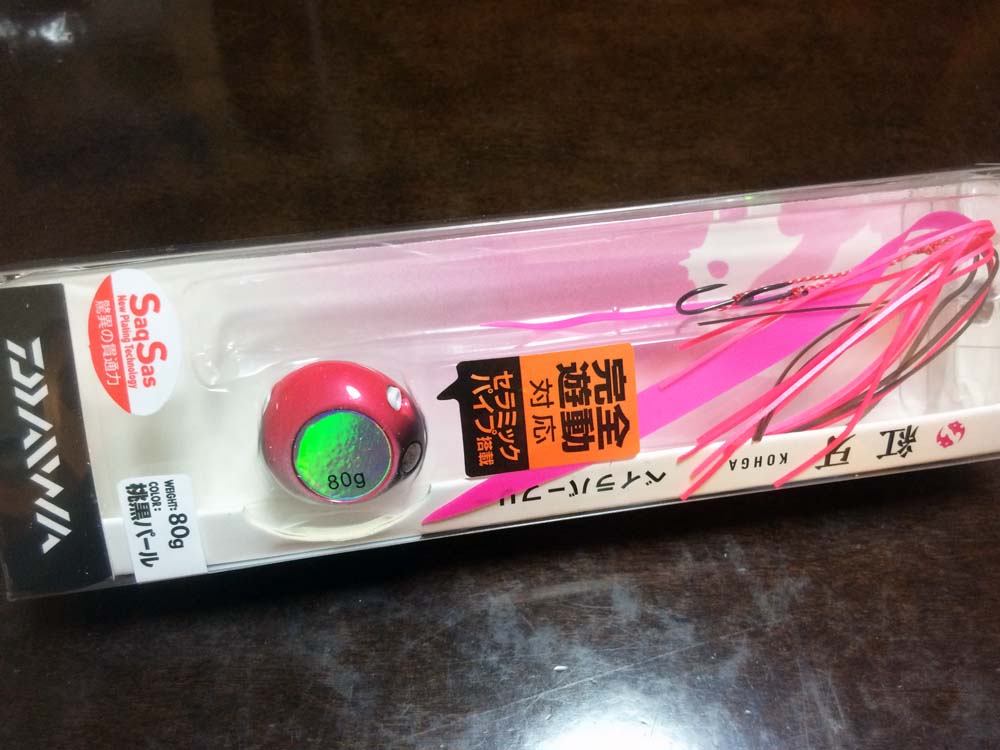 DAIWA
SaqSas
New Plating Technology
驚異の貫通力
WEIGHT: 80g
COLOR:
桃黒パール
80g
完全
遊動
対応
セラミック
パイプ搭載
紅牙
KOHGA
ベイラバーフリ